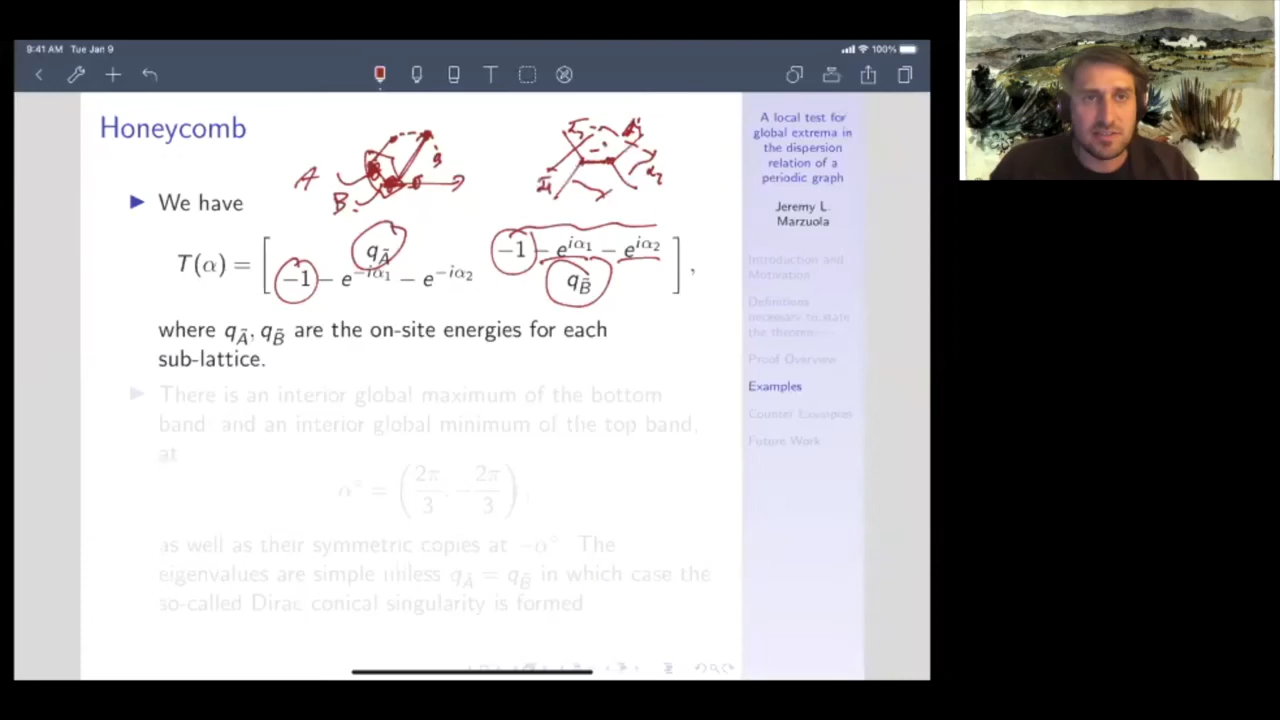 9:41 AM Tue Jan 9
100%
T
Honeycomb
A
B
▶ We have
T(α) = [ q_Ã −1 − e^{iα₁} − e^{iα₂}
−1 − e^{−iα₁} − e^{−iα₂} q_B̃ ],
where q_Ã, q_B̃ are the on-site energies for each
sub-lattice.
▶ There is an interior global maximum of the bottom
band and an interior global minimum of the top band,
at
α° = (2π/3, −2π/3),
as well as their symmetric copies at −α°. The
eigenvalues are simple unless q_Ã = q_B̃ in which case the
so-called Dirac conical singularity is formed
A local test for
global extrema in
the dispersion
relation of a
periodic graph
Jeremy L.
Marzuola
Introduction and
Motivation
Definitions
necessary to state
the theorem
Proof Overview
Examples
Counter Examples
Future Work